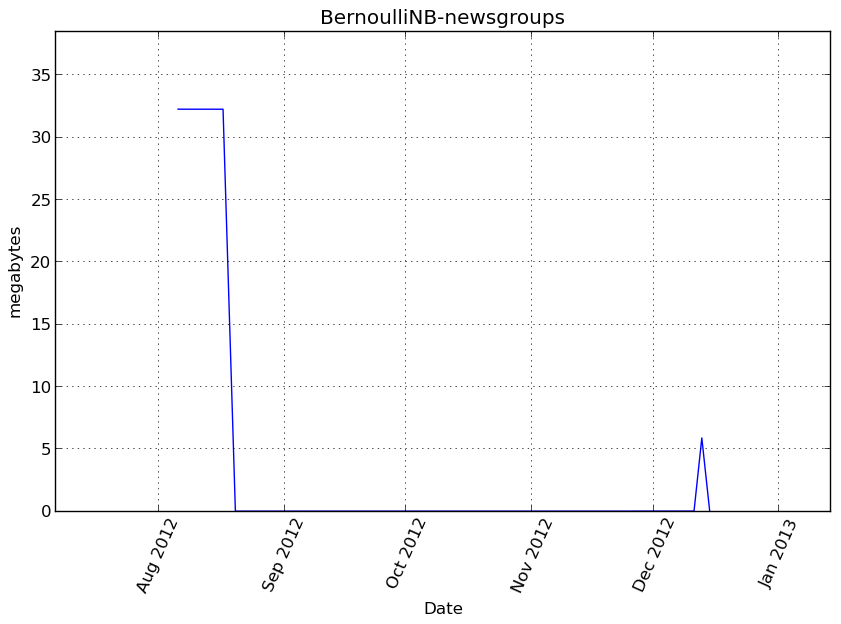 BernoulliNB-newsgroups
35
30
25
20
15
10
5
0
megabytes
Aug 2012
Sep 2012
Oct 2012
Nov 2012
Dec 2012
Jan 2013
Date